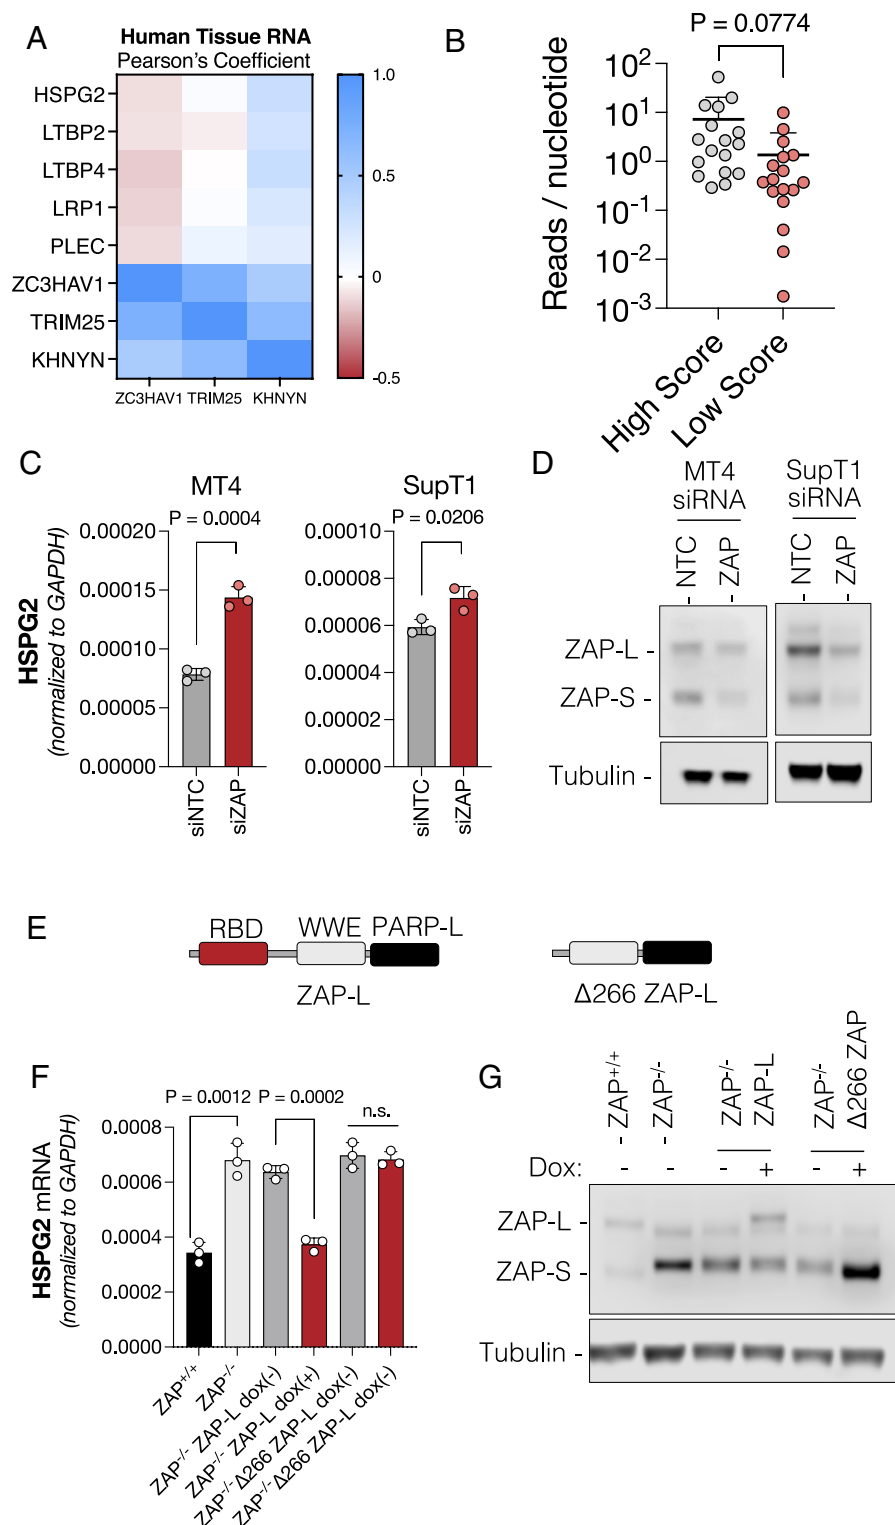 A
Human Tissue RNA
Pearson's Coefficient
HSPG2
LTBP2
LTBP4
LRP1
PLEC
ZC3HAV1
TRIM25
KHNYN
ZC3HAV1 TRIM25 KHNYN
1.0
0.5
0
-0.5
B
P = 0.0774
Reads / nucleotide
10²
10¹
10⁰
10⁻¹
10⁻²
10⁻³
High Score
Low Score
C
MT4
P = 0.0004
HSPG2
(normalized to GAPDH)
0.00020
0.00015
0.00010
0.00005
0.00000
siNTC
siZAP
SupT1
P = 0.0206
0.00010
0.00008
0.00006
0.00004
0.00002
0.00000
siNTC
siZAP
D
MT4
siRNA
SupT1
siRNA
- NTC
- ZAP
- NTC
- ZAP
ZAP-L -
ZAP-S -
Tubulin -
E
RBD WWE PARP-L
ZAP-L
Δ266 ZAP-L
F
P = 0.0012 P = 0.0002
n.s.
HSPG2 mRNA
(normalized to GAPDH)
0.0008
0.0006
0.0004
0.0002
0.0000
ZAP⁺/⁺
ZAP⁻/⁻
ZAP⁻/⁻ ZAP-L dox(-)
ZAP⁻/⁻ ZAP-L dox(+)
ZAP⁻/⁻Δ266 ZAP-L dox(-)
ZAP⁻/⁻Δ266 ZAP-L dox(-)
G
- ZAP⁺/⁺
- ZAP⁻/⁻
ZAP⁻/⁻
ZAP-L
ZAP⁻/⁻
Δ266 ZAP
Dox: - - - + - +
ZAP-L -
ZAP-S -
Tubulin -